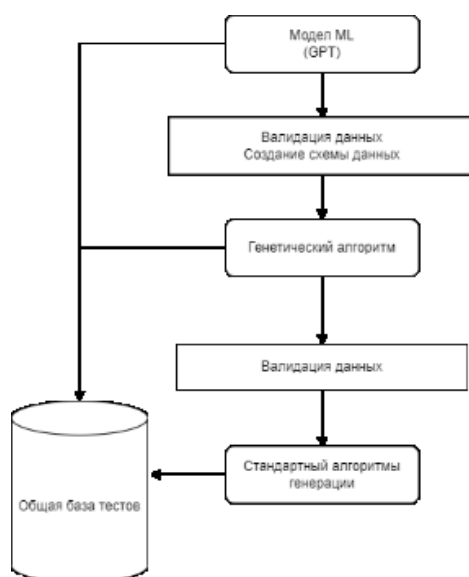 Модел ML
(GPT)
Валидация данных
Создание схемы данных
Генетический алгоритм
Валидация данных
Стандартный алгоритмы
генерации
Общая база тестов